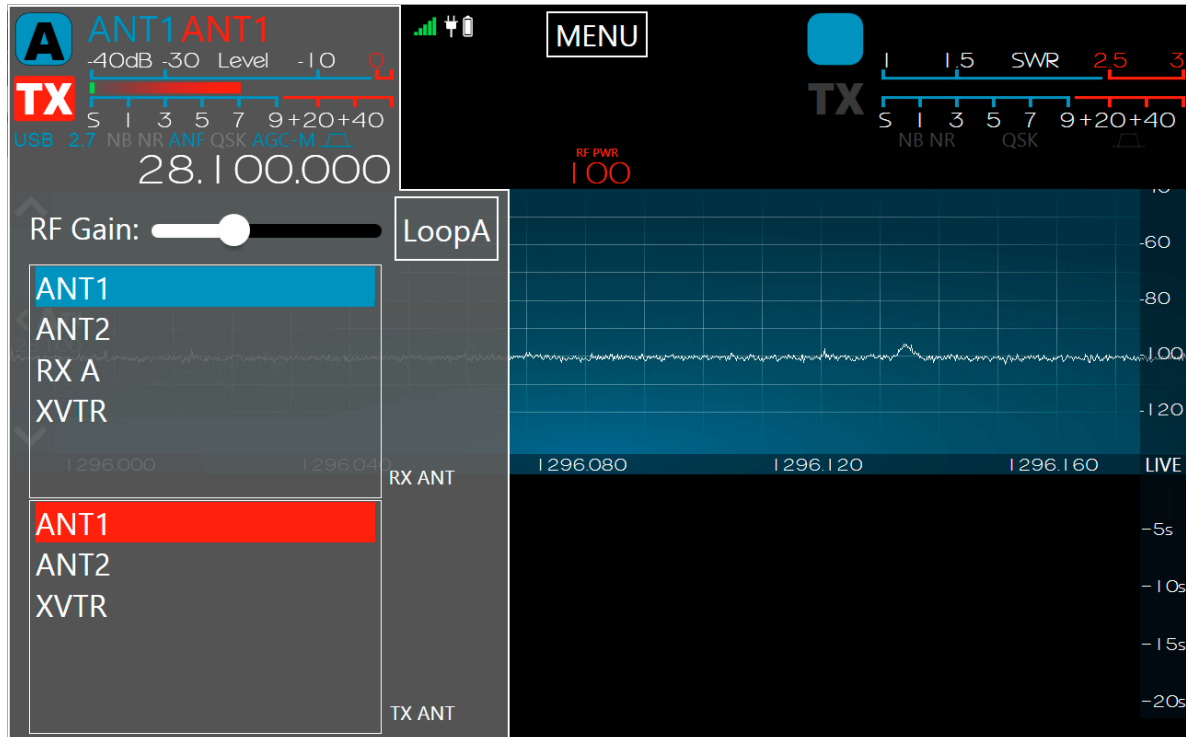 A ANT1 ANT1
-40dB -30 Level -10 0
TX
S 1 3 5 7 9+20+40
USB 2.7 NB NR ANF QSK AGC-M
28.100.000
MENU
RF PWR
100
1 1.5 SWR 2.5 3
TX
S 1 3 5 7 9+20+40
NB NR QSK
RF Gain:
LoopA
ANT1
ANT2
RX A
XVTR
RX ANT
ANT1
ANT2
XVTR
TX ANT
-60
-80
-100
-120
1296.000 1296.040 1296.080 1296.120 1296.160 LIVE
-5s
-10s
-15s
-20s